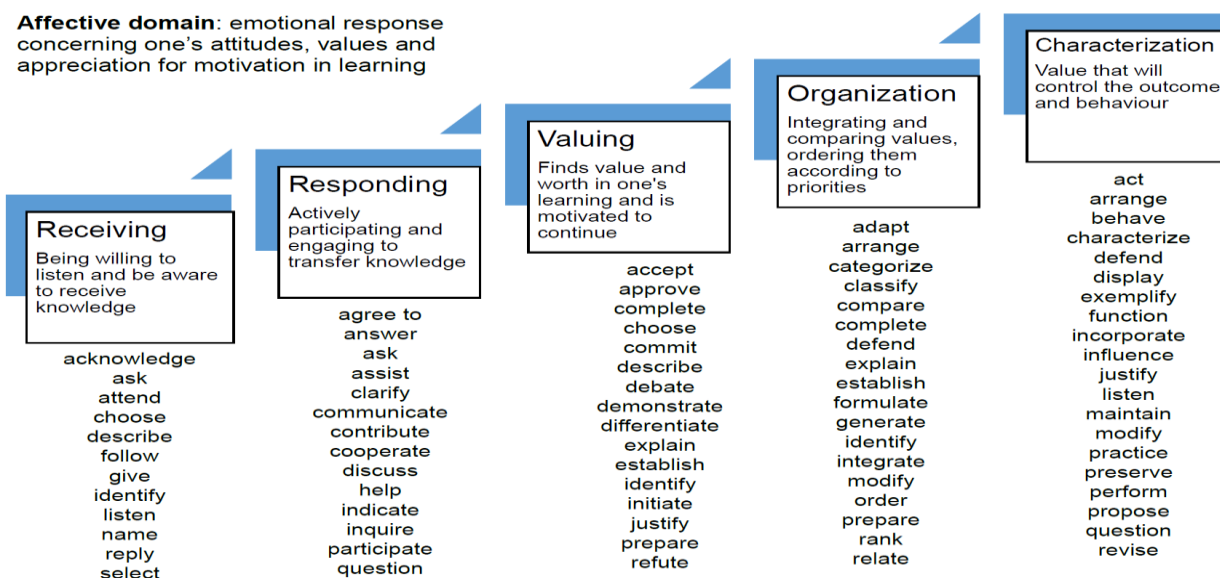 Affective domain: emotional response
concerning one's attitudes, values and
appreciation for motivation in learning
Receiving
Being willing to
listen and be aware
to receive
knowledge
acknowledge
ask
attend
choose
describe
follow
give
identify
listen
name
reply
select
Responding
Actively
participating and
engaging to
transfer knowledge
agree to
answer
ask
assist
clarify
communicate
contribute
cooperate
discuss
help
indicate
inquire
participate
question
Valuing
Finds value and
worth in one's
learning and is
motivated to
continue
accept
approve
complete
choose
commit
describe
debate
demonstrate
differentiate
explain
establish
identify
initiate
justify
prepare
refute
Organization
Integrating and
comparing values,
ordering them
according to
priorities
adapt
arrange
categorize
classify
compare
complete
defend
explain
establish
formulate
generate
identify
integrate
modify
order
prepare
rank
relate
Characterization
Value that will
control the outcome
and behaviour
act
arrange
behave
characterize
defend
display
exemplify
function
incorporate
influence
justify
listen
maintain
modify
practice
preserve
perform
propose
question
revise